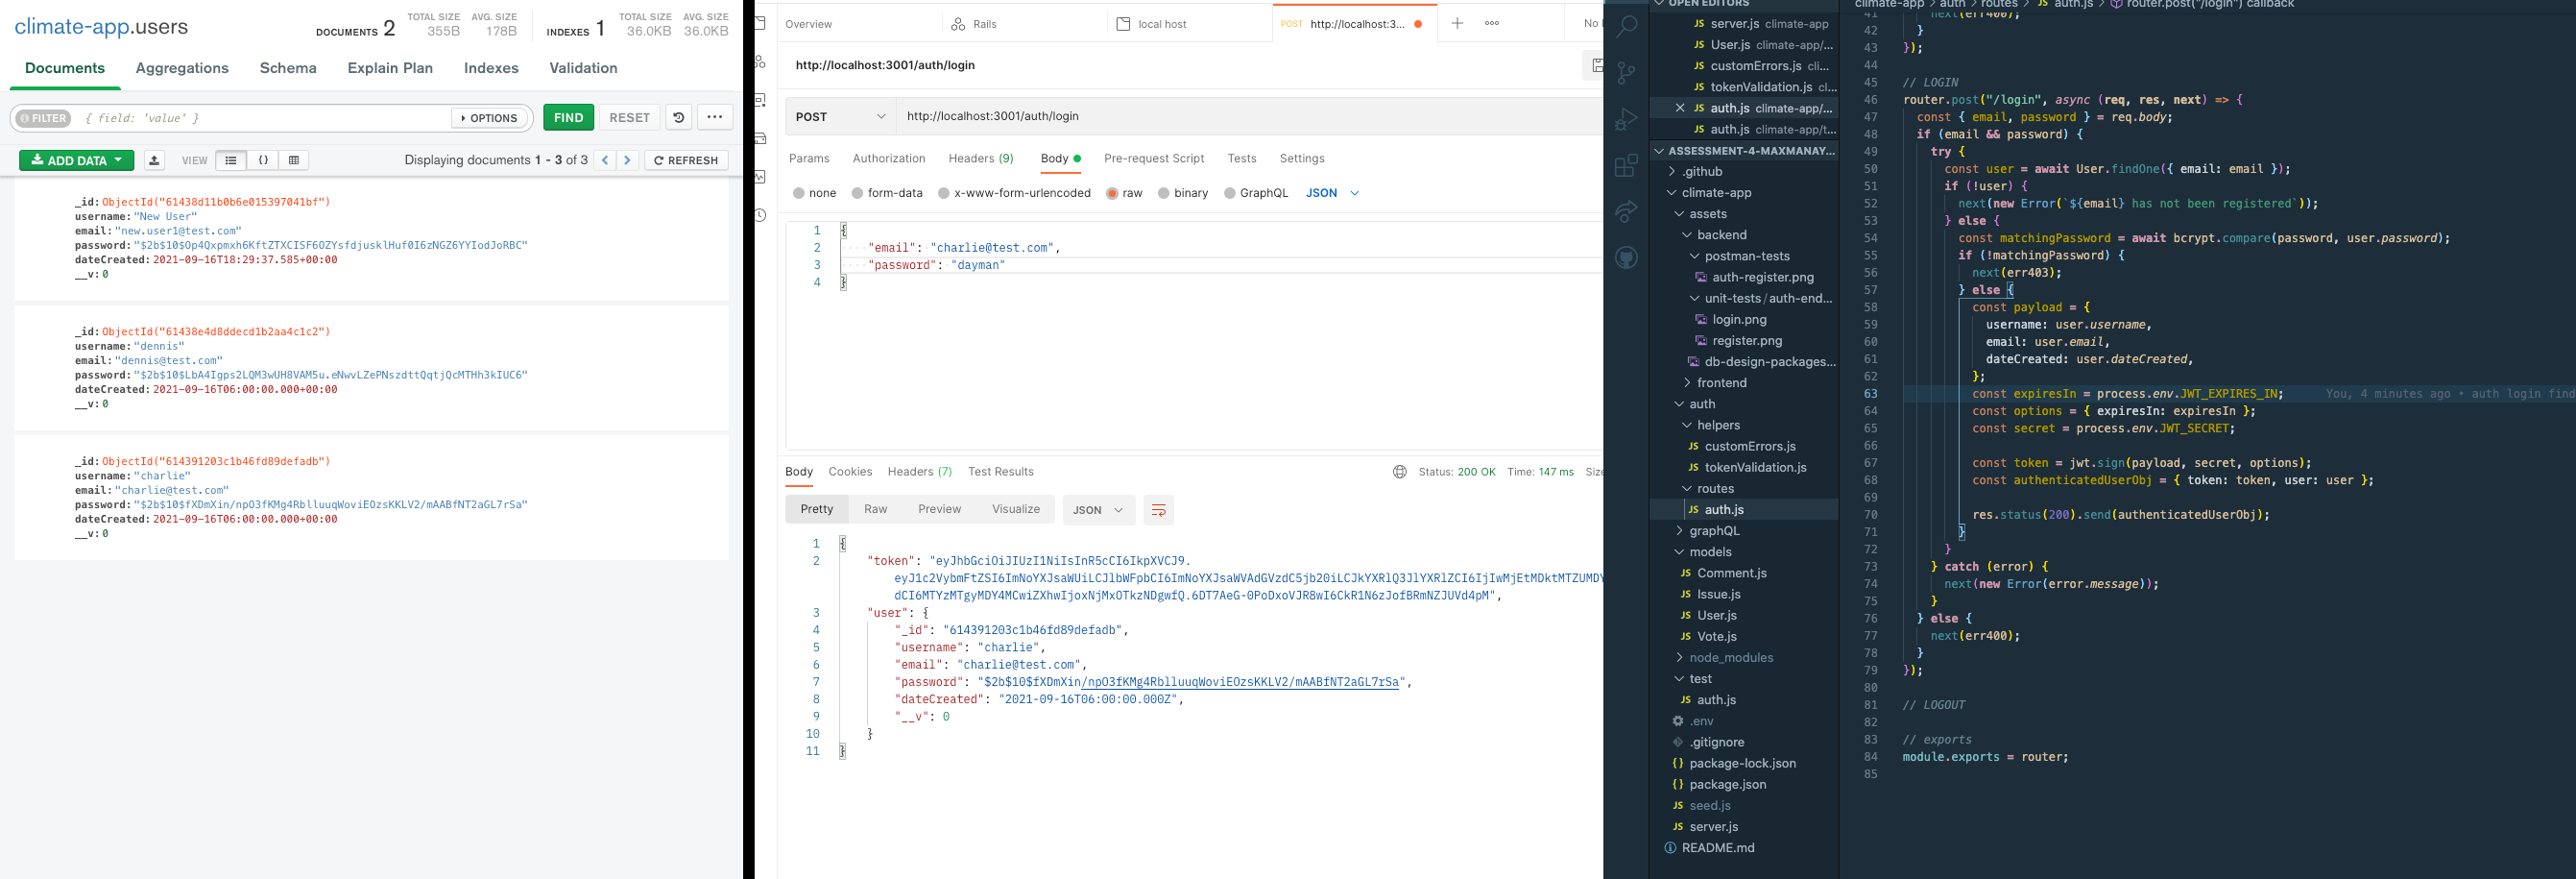 climate-app.users
DOCUMENTS 2
TOTAL SIZE 355B
AVG. SIZE 178B
INDEXES 1
TOTAL SIZE 36.0KB
AVG. SIZE 36.0KB
Documents Aggregations Schema Explain Plan Indexes Validation
FILTER { field: 'value' } OPTIONS FIND RESET ...
ADD DATA VIEW {} Displaying documents 1 - 3 of 3 REFRESH
_id: ObjectId("61438d11b0b6e015397041bf")
username: "New User"
email: "new.user1@test.com"
dateCreated: 2021-09-16T18:29:37.585+00:00
__v: 0
_id: ObjectId("61438e4d8ddecd1b2aa4c1c2")
username: "dennis"
email: "dennis@test.com"
dateCreated: 2021-09-16T06:00:00.000+00:00
__v: 0
_id: ObjectId("614391203c1b46fd89defadb")
username: "charlie"
email: "charlie@test.com"
password: "$2b$10$fXDmXin/npO3fKMg4RblluuqWoviEOzsKKLV2/mAABfNT2aGL7rSa"
dateCreated: 2021-09-16T06:00:00.000+00:00
__v: 0
Overview Rails local host POST http://localhost:3... + ooo
http://localhost:3001/auth/login
POST http://localhost:3001/auth/login
Params Authorization Headers (9) Body Pre-request Script Tests Settings
none form-data x-www-form-urlencoded raw binary GraphQL JSON
1 {
2 "email": "charlie@test.com",
3 "password": "dayman"
4 }
Body Cookies Headers (7) Test Results Status: 200 OK Time: 147 ms
Pretty Raw Preview Visualize JSON
1 {
2 "token": "eyJhbGciOiJIUzI1NiIsInR5cCI6IkpXVCJ9.
3 "user": {
4 "_id": "614391203c1b46fd89defadb",
5 "username": "charlie",
6 "email": "charlie@test.com",
7 "password": "$2b$10$fXDmXin/npO3fKMg4RblluuqWoviEOzsKKLV2/mAABfNT2aGL7rSa",
8 "dateCreated": "2021-09-16T06:00:00.000Z",
9 "__v": 0
10 }
11 }
OPEN EDITORS
JS server.js climate-app
JS User.js climate-app/...
JS customErrors.js cli...
JS tokenValidation.js cl...
JS auth.js climate-app/...
JS auth.js climate-app/t...
ASSESSMENT-4-MAXMANAY...
.github
climate-app
assets
backend
postman-tests
auth-register.png
unit-tests/auth-end...
login.png
register.png
db-design-packages...
frontend
auth
helpers
JS customErrors.js
JS tokenValidation.js
routes
JS auth.js
graphQL
models
JS Comment.js
JS Issue.js
JS User.js
JS Vote.js
node_modules
test
JS auth.js
.env
.gitignore
{} package-lock.json
{} package.json
JS seed.js
JS server.js
README.md
climate-app > auth > routes > JS auth.js > router.post("/login") callback
41 next(err400);
42 }
43 });
44
45 // LOGIN
46 router.post("/login", async (req, res, next) => {
47 const { email, password } = req.body;
48 if (email && password) {
49 try {
50 const user = await User.findOne({ email: email });
51 if (!user) {
52 next(new Error(`${email} has not been registered`));
53 } else {
54 const matchingPassword = await bcrypt.compare(password, user.password);
55 if (!matchingPassword) {
56 next(err403);
57 } else {
58 const payload = {
59 username: user.username,
60 email: user.email,
61 dateCreated: user.dateCreated,
62 };
63 const expiresIn = process.env.JWT_EXPIRES_IN; You, 4 minutes ago • auth login find
64 const options = { expiresIn: expiresIn };
65 const secret = process.env.JWT_SECRET;
66
67 const token = jwt.sign(payload, secret, options);
68 const authenticatedUserObj = { token: token, user: user };
69
70 res.status(200).send(authenticatedUserObj);
71 }
72 }
73 } catch (error) {
74 next(new Error(error.message));
75 }
76 } else {
77 next(err400);
78 }
79 });
80
81 // LOGOUT
82
83 // exports
84 module.exports = router;
85